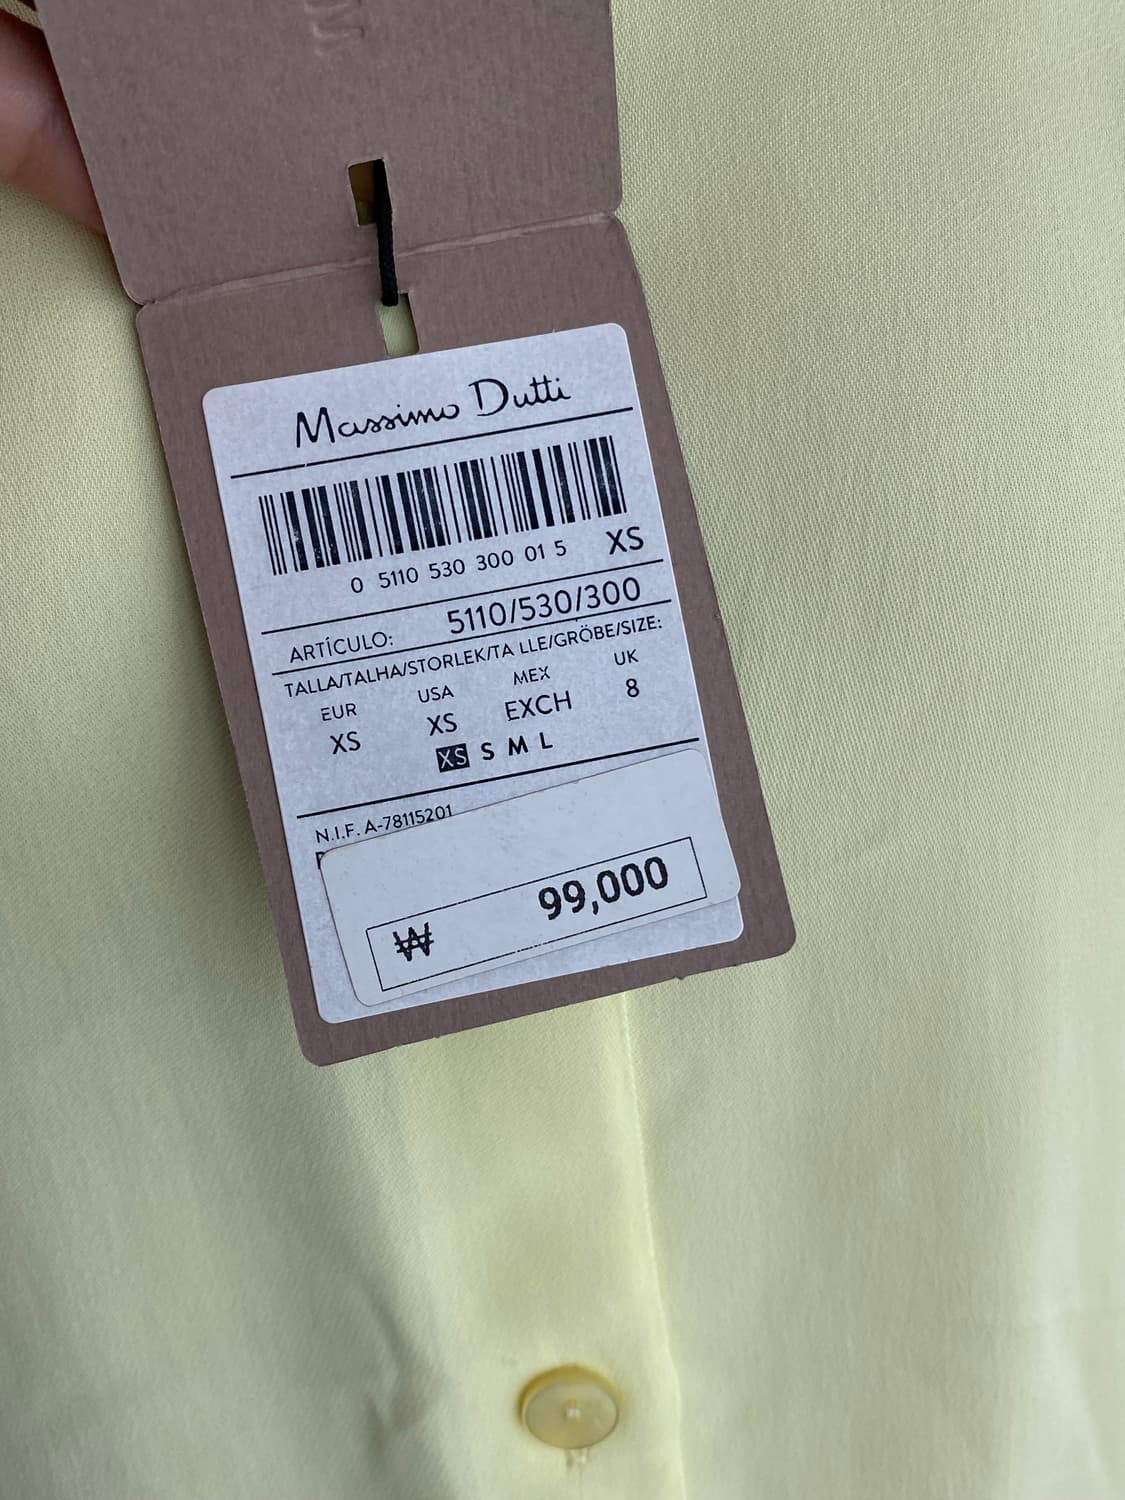 Massimo Dutti
0 5110 530 300 01 5 XS
ARTÍCULO: 5110/530/300
TALLA/TALHA/STORLEK/TA LLE/GRÖBE/SIZE:
EUR USA MEX UK
XS XS EXCH 8
XS S M L
N.I.F. A-78115201
₩ 99,000